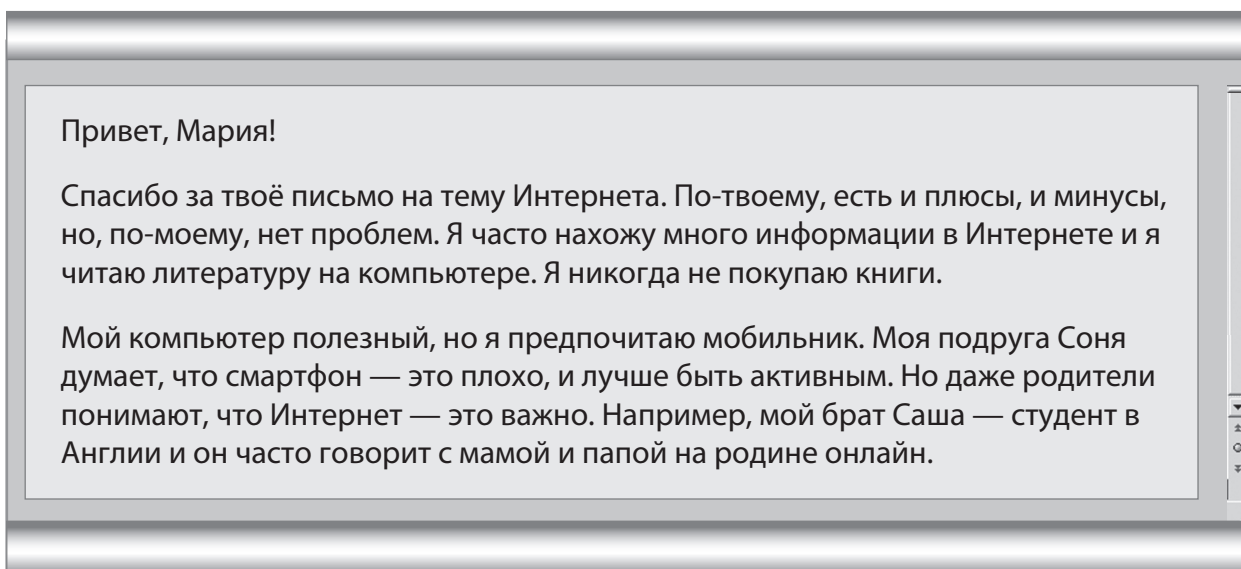 Привет, Мария!
Спасибо за твоё письмо на тему Интернета. По-твоему, есть и плюсы, и минусы,
но, по-моему, нет проблем. Я часто нахожу много информации в Интернете и я
читаю литературу на компьютере. Я никогда не покупаю книги.
Мой компьютер полезный, но я предпочитаю мобильник. Моя подруга Соня
думает, что смартфон — это плохо, и лучше быть активным. Но даже родители
понимают, что Интернет — это важно. Например, мой брат Саша — студент в
Англии и он часто говорит с мамой и папой на родине онлайн.